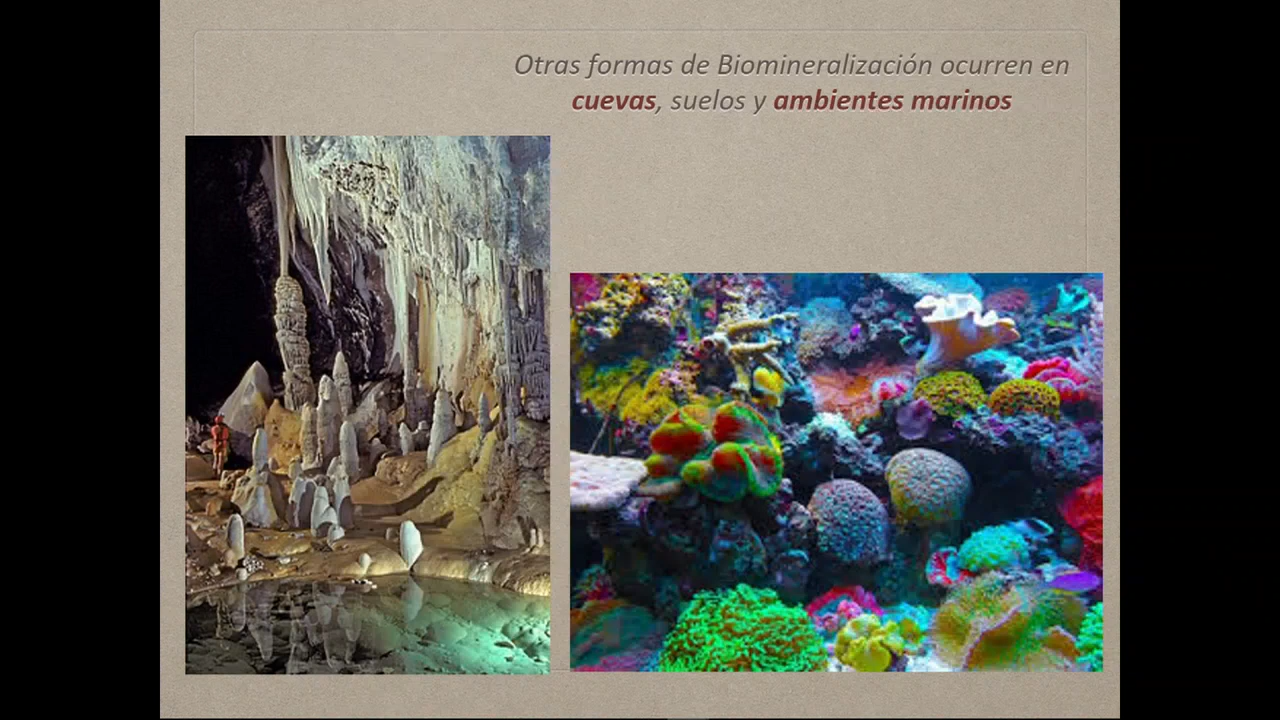 Otras formas de Biomineralización ocurren en
cuevas, suelos y ambientes marinos